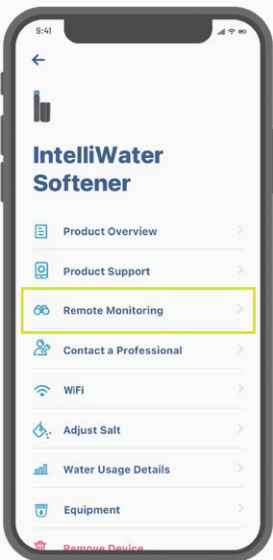 9:41
IntelliWater
Softener
Product Overview
Product Support
Remote Monitoring
Contact a Professional
WiFi
Adjust Salt
Water Usage Details
Equipment
Remove Device